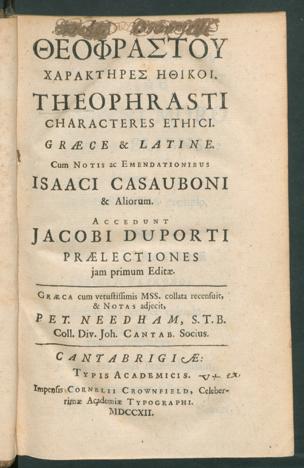 ΘΕΟΦΡΑΣΤΟΥ
ΧΑΡΑΚΤΗΡΕΣ ΗΘΙΚΟΙ.
THEOPHRASTI
CHARACTERES ETHICI.
GRÆCE & LATINE.
Cum NOTIS ac EMENDATIONIBUS
ISAACI CASAUBONI
& Aliorum.
ACCEDUNT
JACOBI DUPORTI
PRÆLECTIONES
jam primum Editæ.
GRÆCA cum vetustissimis MSS. collata recensuit,
& NOTAS adjecit,
PET. NEEDHAM, S.T.B.
Coll. Div. Joh. CANTAB. Socius.
CANTABRIGIÆ:
TYPIS ACADEMICIS.
Impensis CORNELII CROWNFIELD, Celeber-
rimæ Academiæ TYPOGRAPHI.
MDCCXII.